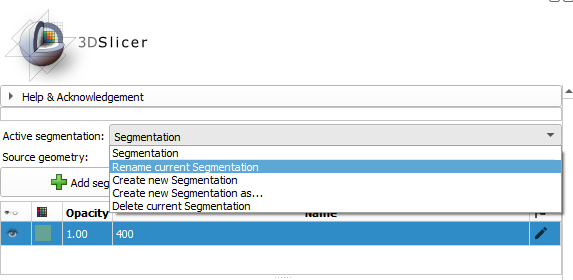 3DSlicer
Help & Acknowledgement
Active segmentation: Segmentation
Segmentation
Source geometry:
Rename current Segmentation
Create new Segmentation
Add seg
Create new Segmentation as...
Delete current Segmentation
Opacity Name
1.00 400